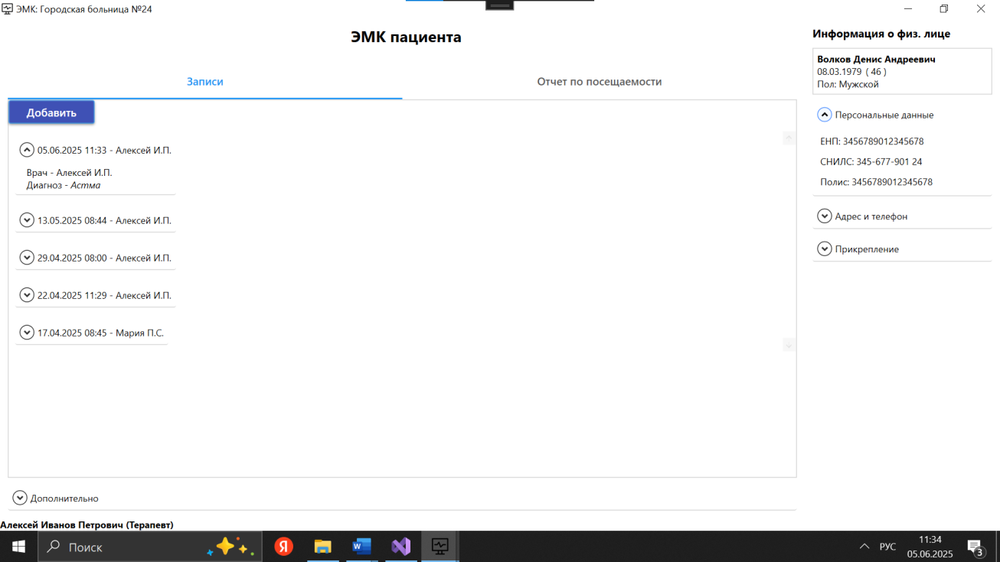 ЭМК: Городская больница №24
ЭМК пациента
Записи
Отчет по посещаемости
Добавить
05.06.2025 11:33 - Алексей И.П.
Врач - Алексей И.П.
Диагноз - Астма
13.05.2025 08:44 - Алексей И.П.
29.04.2025 08:00 - Алексей И.П.
22.04.2025 11:29 - Алексей И.П.
17.04.2025 08:45 - Мария П.С.
Дополнительно
Алексей Иванов Петрович (Терапевт)
Информация о физ. лице
Волков Денис Андреевич
08.03.1979 ( 46 )
Пол: Мужской
Персональные данные
ЕНП: 3456789012345678
СНИЛС: 345-677-901 24
Полис: 3456789012345678
Адрес и телефон
Прикрепление
Поиск
Я
W
РУС
11:34
05.06.2025
3